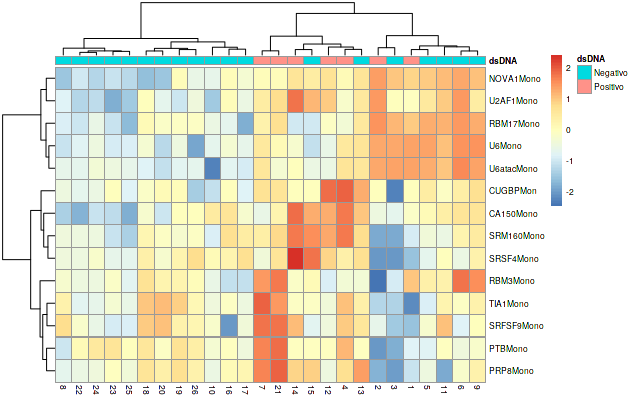 dsDNA
NOVA1Mono
U2AF1Mono
RBM17Mono
U6Mono
U6atacMono
CUGBPMon
CA150Mono
SRM160Mono
SRSF4Mono
RBM3Mono
TIA1Mono
SRFSF9Mono
PTBMono
PRP8Mono
8 22 24 23 25 18 20 19 26 10 16 17 7 21 14 15 12 4 13 2 3 1 5 11 6 9
2
1
0
-1
-2
dsDNA
Negativo
Positivo